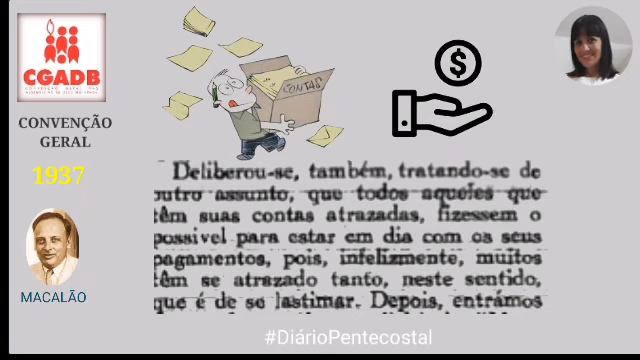 CGADB
CONVENÇÃO
GERAL
1937
MACALÃO
CONTAS
$
Deliberou-se, também, tratando-se de
outro assunto, que todos aqueles que
têm suas contas atrazadas, fizessem o
possivel para estar em dia com os seus
pagamentos, pois, infelizmente, muitos
têm se atrazado tanto, neste sentido,
que é de se lastimar. Depois, entrámos
#DiárioPentecostal